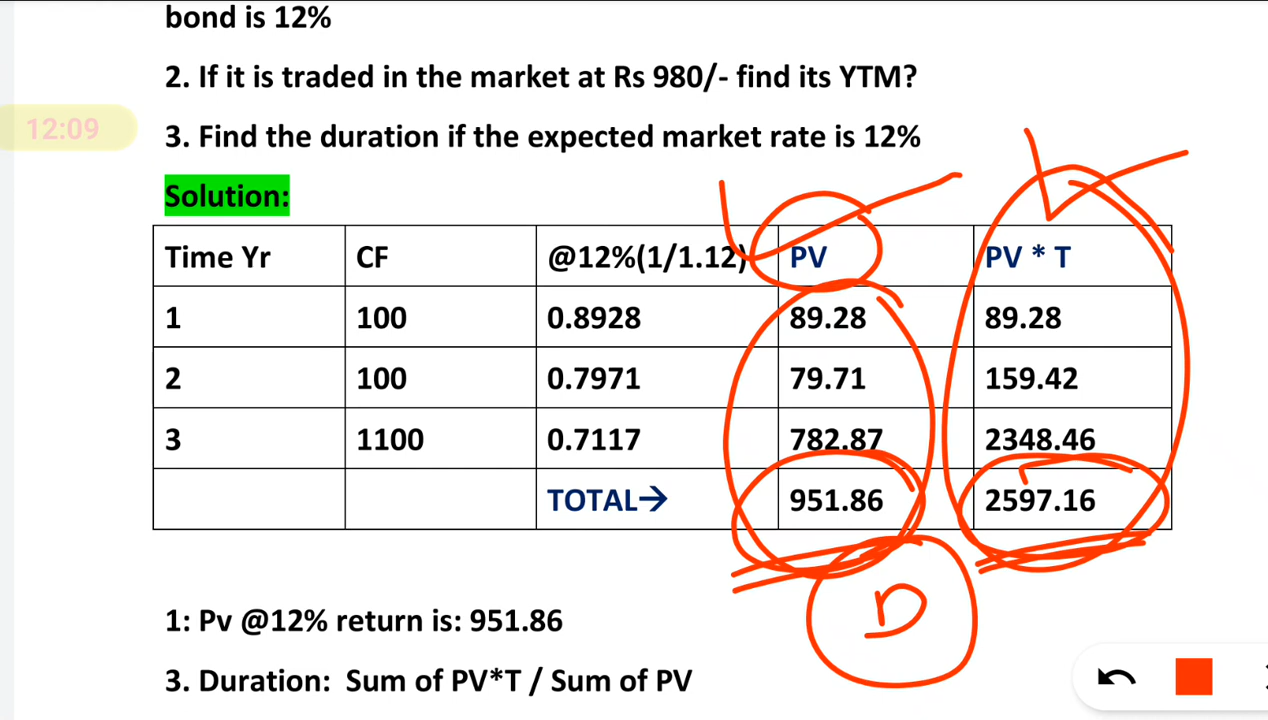 bond is 12%
2. If it is traded in the market at Rs 980/- find its YTM?
12:09
3. Find the duration if the expected market rate is 12%
Solution:
Time Yr CF @12%(1/1.12) PV PV * T
1 100 0.8928 89.28 89.28
2 100 0.7971 79.71 159.42
3 1100 0.7117 782.87 2348.46
TOTAL→ 951.86 2597.16
D
1: Pv @12% return is: 951.86
3. Duration: Sum of PV*T / Sum of PV